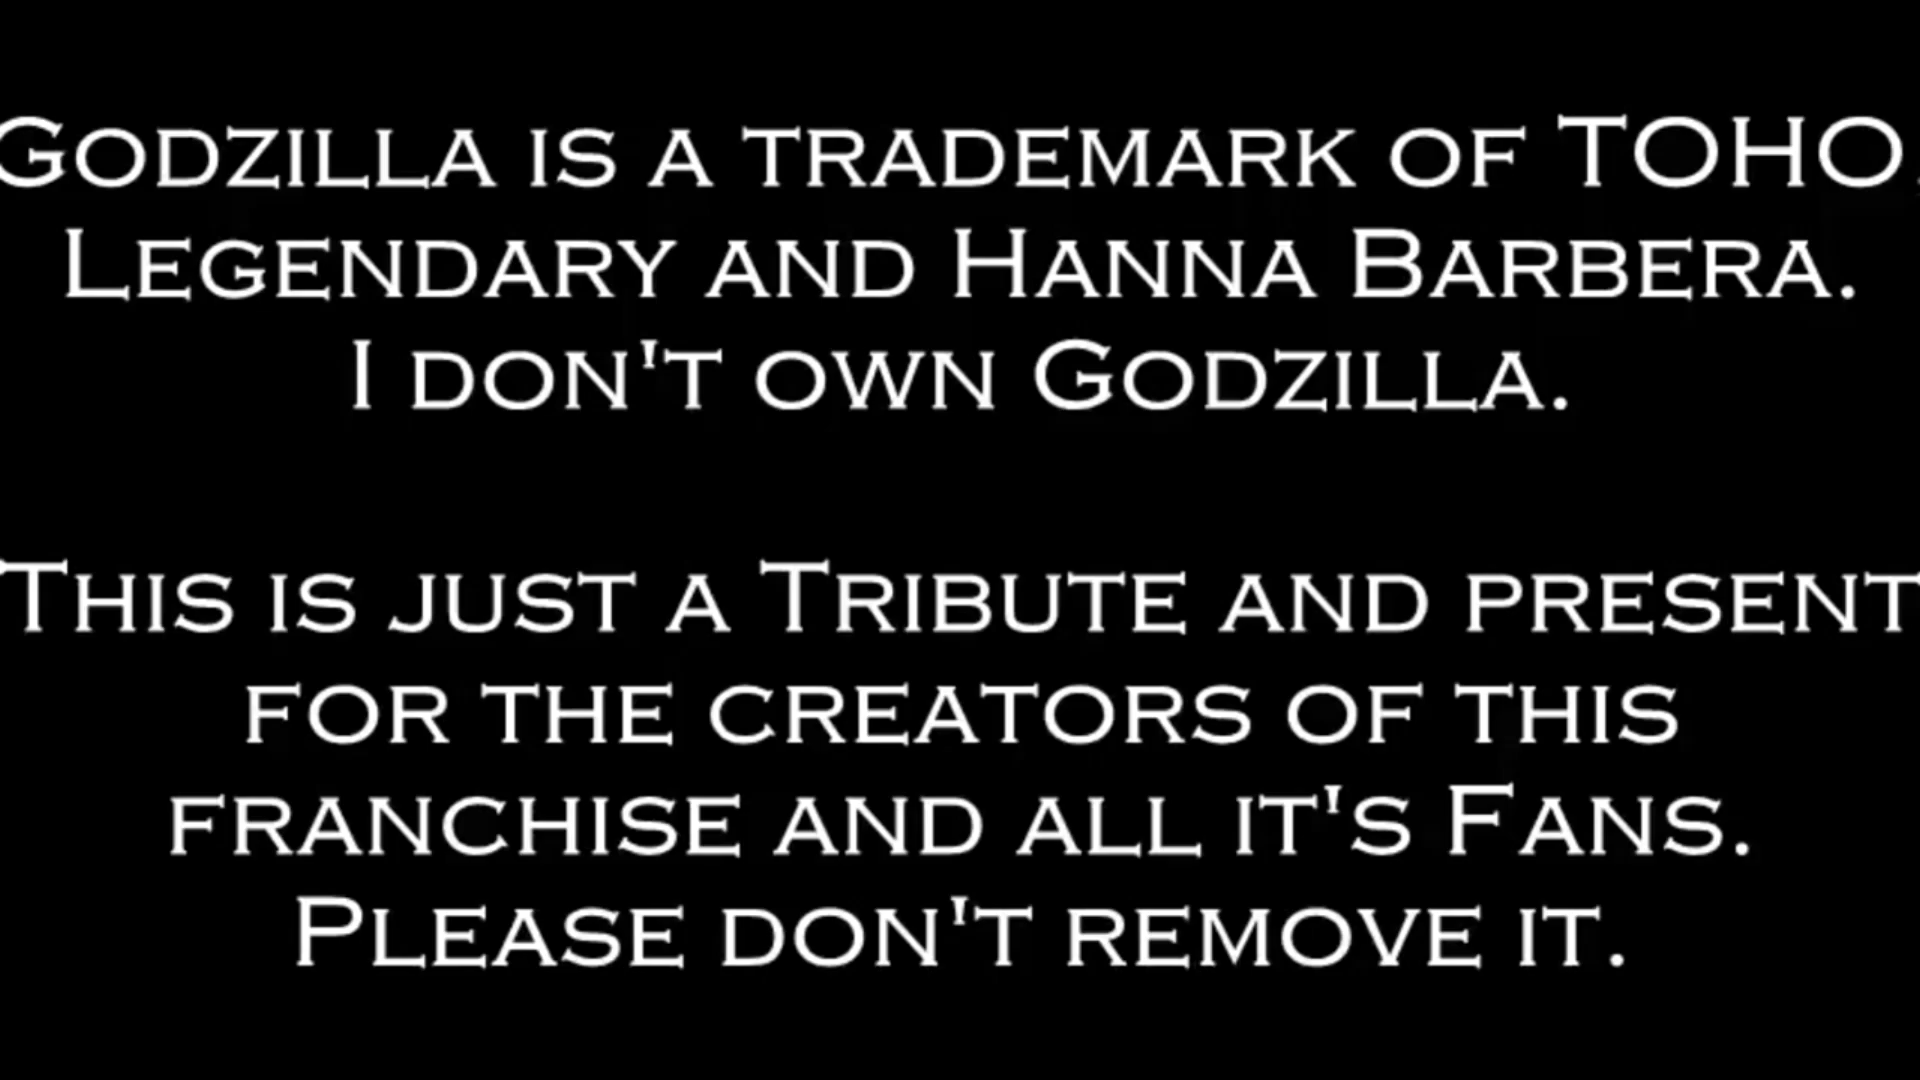 Godzilla is a trademark of TOHO,
Legendary and Hanna Barbera.
I don't own Godzilla.
This is just a Tribute and present
for the creators of this
franchise and all it's Fans.
Please don't remove it.